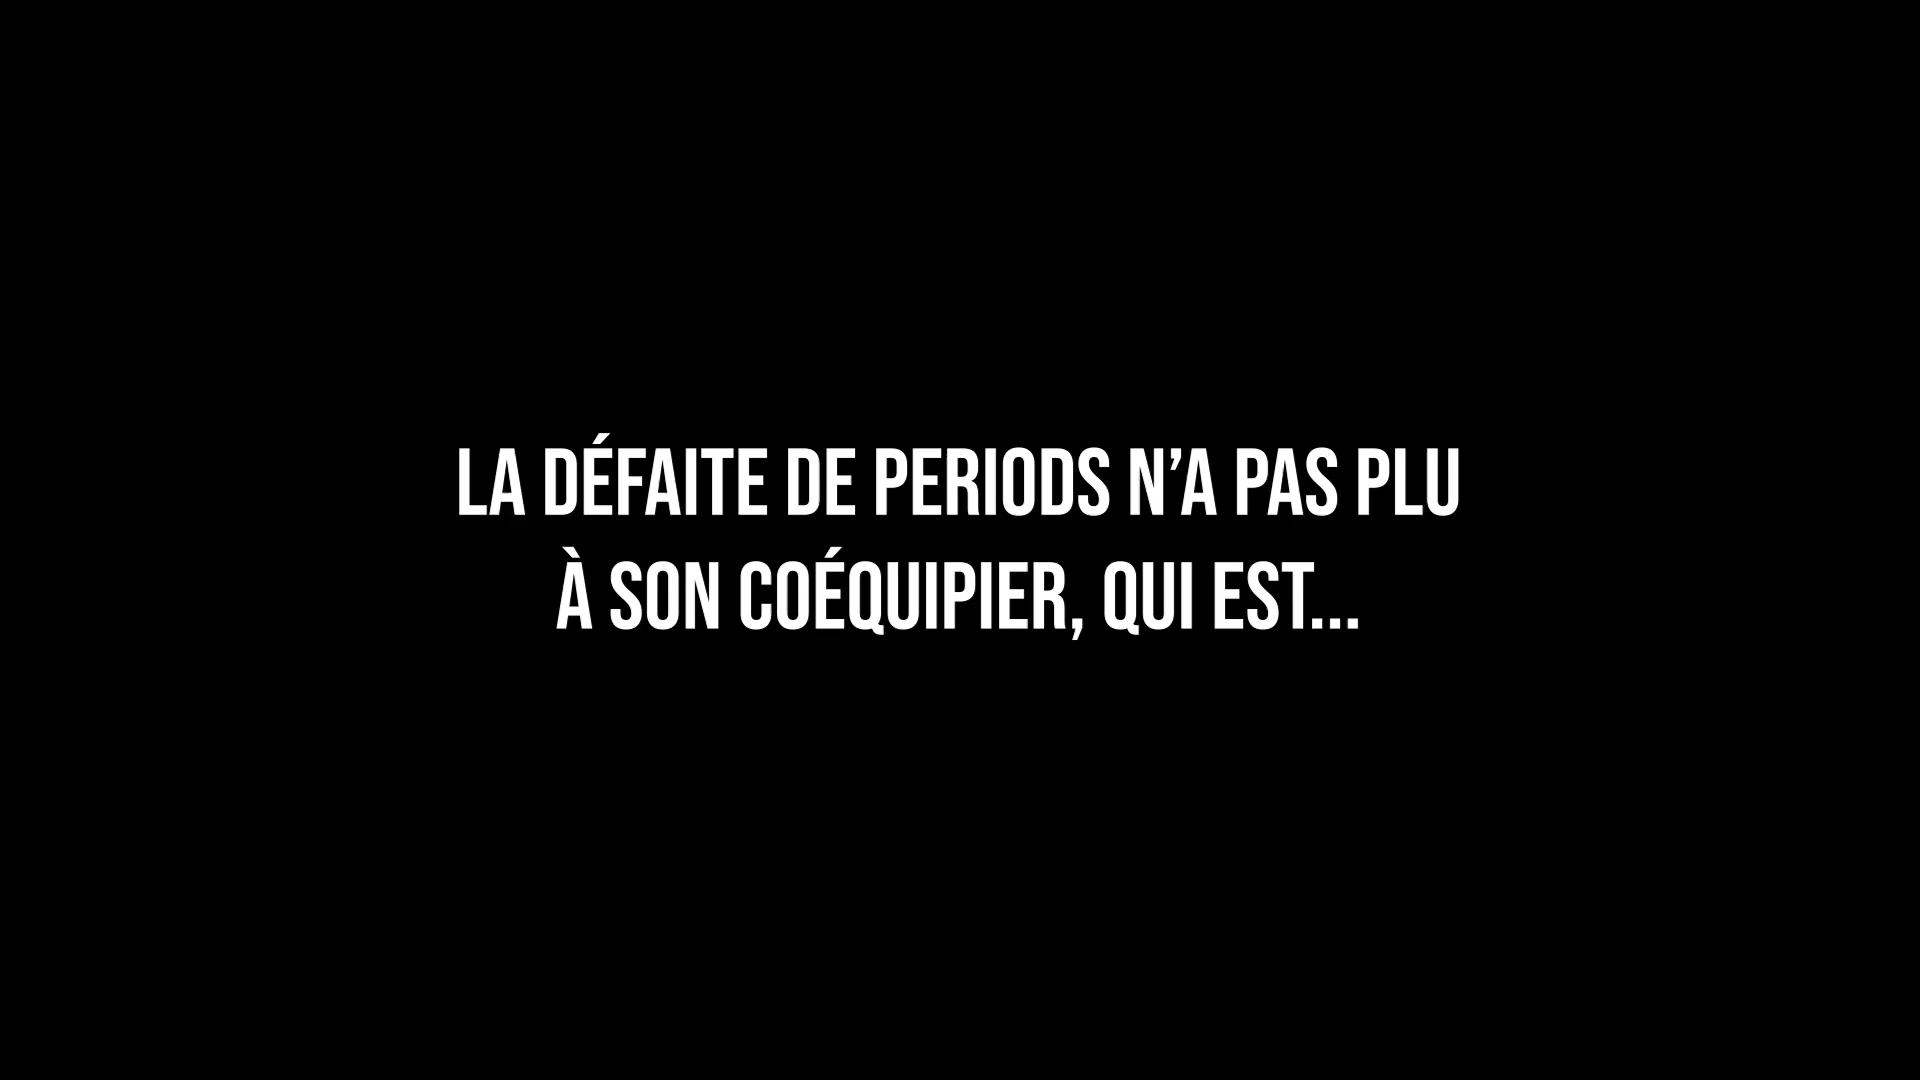 LA DÉFAITE DE PERIODS N’A PAS PLU
À SON COÉQUIPIER, QUI EST...